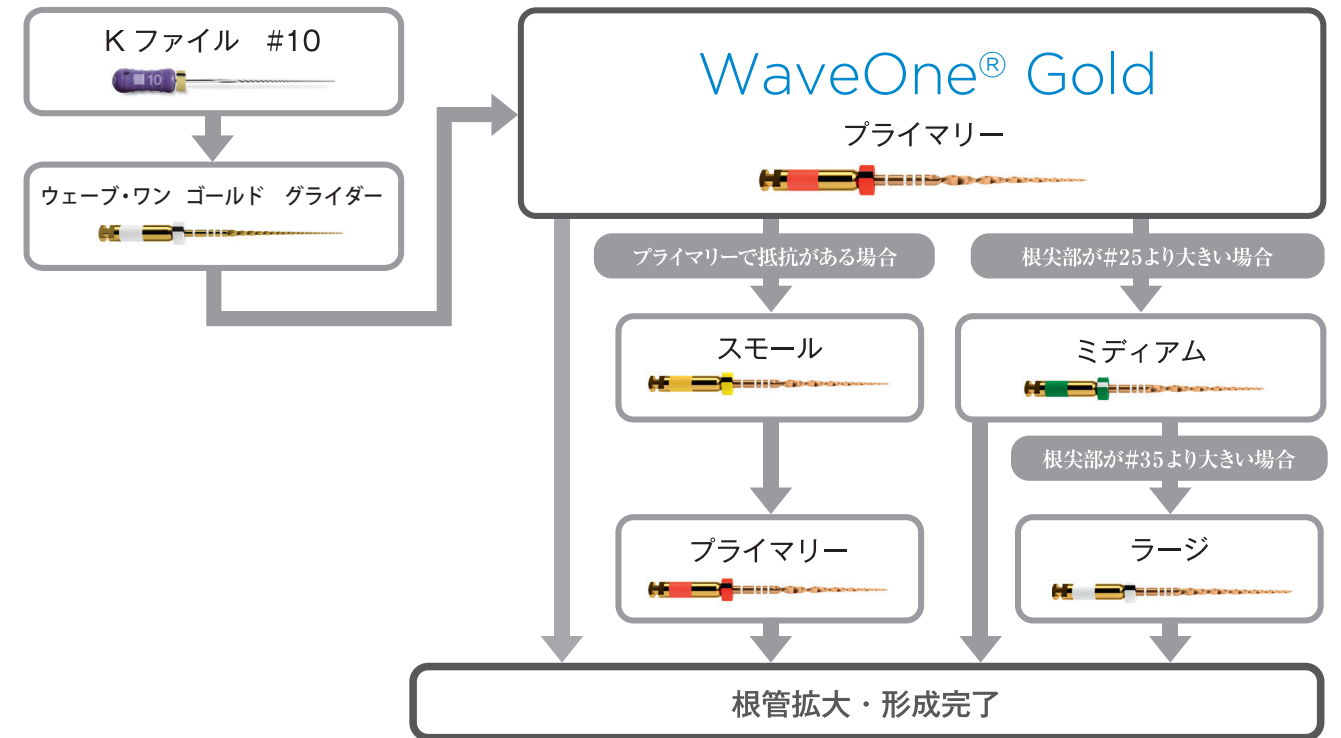 K ファイル #10
10
ウェーブ・ワン ゴールド グライダー
WaveOne® Gold
プライマリー
プライマリーで抵抗がある場合
根尖部が#25より大きい場合
スモール
ミディアム
根尖部が#35より大きい場合
プライマリー
ラージ
根管拡大・形成完了